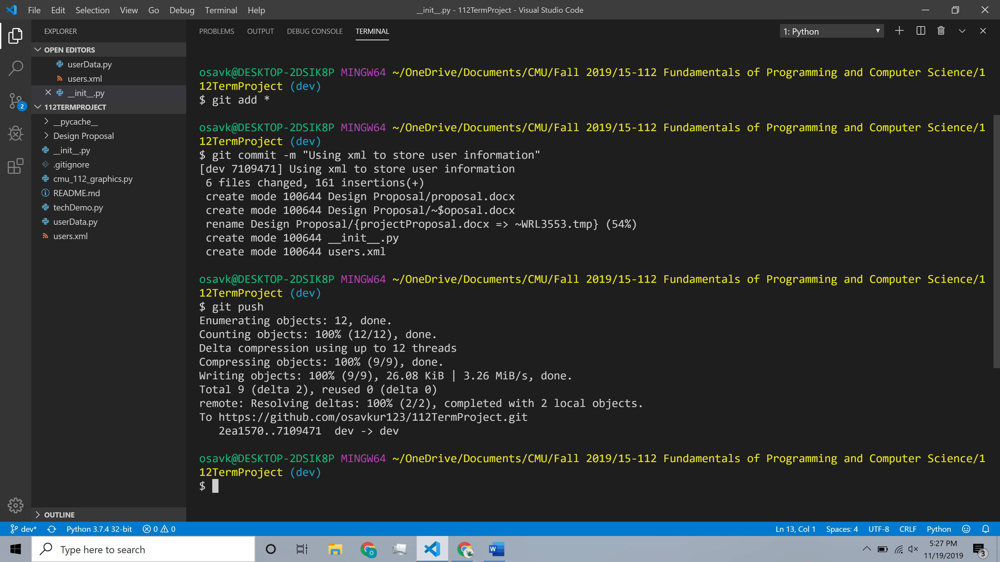 File Edit Selection View Go Debug Terminal Help
__init__.py - 112TermProject - Visual Studio Code
EXPLORER
OPEN EDITORS
userData.py
users.xml
__init__.py
112TERMPROJECT
__pycache__
Design Proposal
__init__.py
.gitignore
cmu_112_graphics.py
README.md
techDemo.py
userData.py
users.xml
OUTLINE
2
PROBLEMS OUTPUT DEBUG CONSOLE TERMINAL
1: Python
osavk@DESKTOP-2DSIK8P MINGW64 ~/OneDrive/Documents/CMU/Fall 2019/15-112 Fundamentals of Programming and Computer Science/1
12TermProject (dev)
$ git add *
osavk@DESKTOP-2DSIK8P MINGW64 ~/OneDrive/Documents/CMU/Fall 2019/15-112 Fundamentals of Programming and Computer Science/1
12TermProject (dev)
$ git commit -m "Using xml to store user information"
[dev 7109471] Using xml to store user information
6 files changed, 161 insertions(+)
create mode 100644 Design Proposal/proposal.docx
create mode 100644 Design Proposal/~$oposal.docx
rename Design Proposal/{projectProposal.docx => ~WRL3553.tmp} (54%)
create mode 100644 __init__.py
create mode 100644 users.xml
osavk@DESKTOP-2DSIK8P MINGW64 ~/OneDrive/Documents/CMU/Fall 2019/15-112 Fundamentals of Programming and Computer Science/1
12TermProject (dev)
$ git push
Enumerating objects: 12, done.
Counting objects: 100% (12/12), done.
Delta compression using up to 12 threads
Compressing objects: 100% (9/9), done.
Writing objects: 100% (9/9), 26.08 KiB | 3.26 MiB/s, done.
Total 9 (delta 2), reused 0 (delta 0)
remote: Resolving deltas: 100% (2/2), completed with 2 local objects.
To https://github.com/osavkur123/112TermProject.git
2ea1570..7109471  dev -> dev
osavk@DESKTOP-2DSIK8P MINGW64 ~/OneDrive/Documents/CMU/Fall 2019/15-112 Fundamentals of Programming and Computer Science/1
12TermProject (dev)
$
dev* Python 3.7.4 32-bit 0 0 Ln 13, Col 1 Spaces: 4 UTF-8 CRLF Python
Type here to search
O
W
5:27 PM
11/19/2019
3